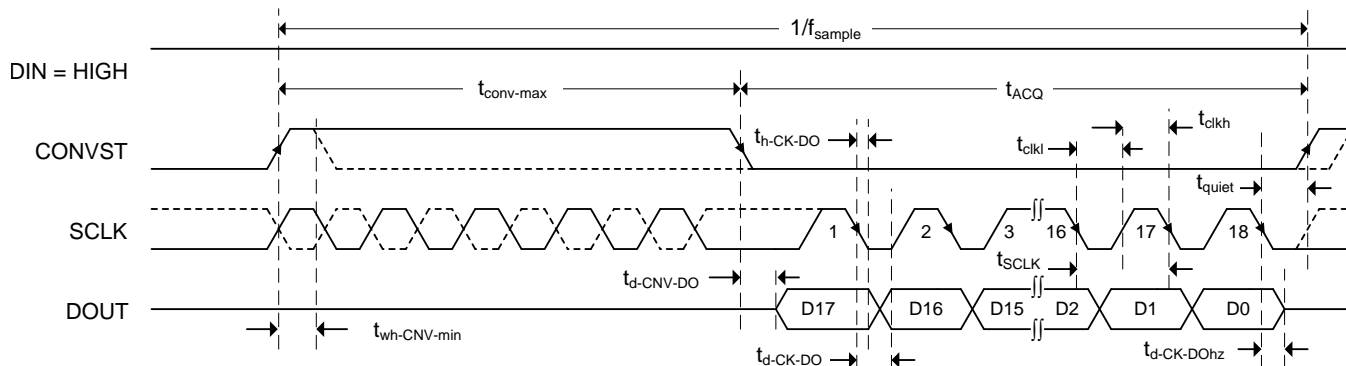 1/fsample
DIN = HIGH
tconv-max
tACQ
tclkh
CONVST
th-CK-DO
tclkl
tquiet
SCLK
1
2
3
16
17
18
tSCLK
td-CNV-DO
DOUT
D17
D16
D15
D2
D1
D0
twh-CNV-min
td-CK-DO
td-CK-DOhz